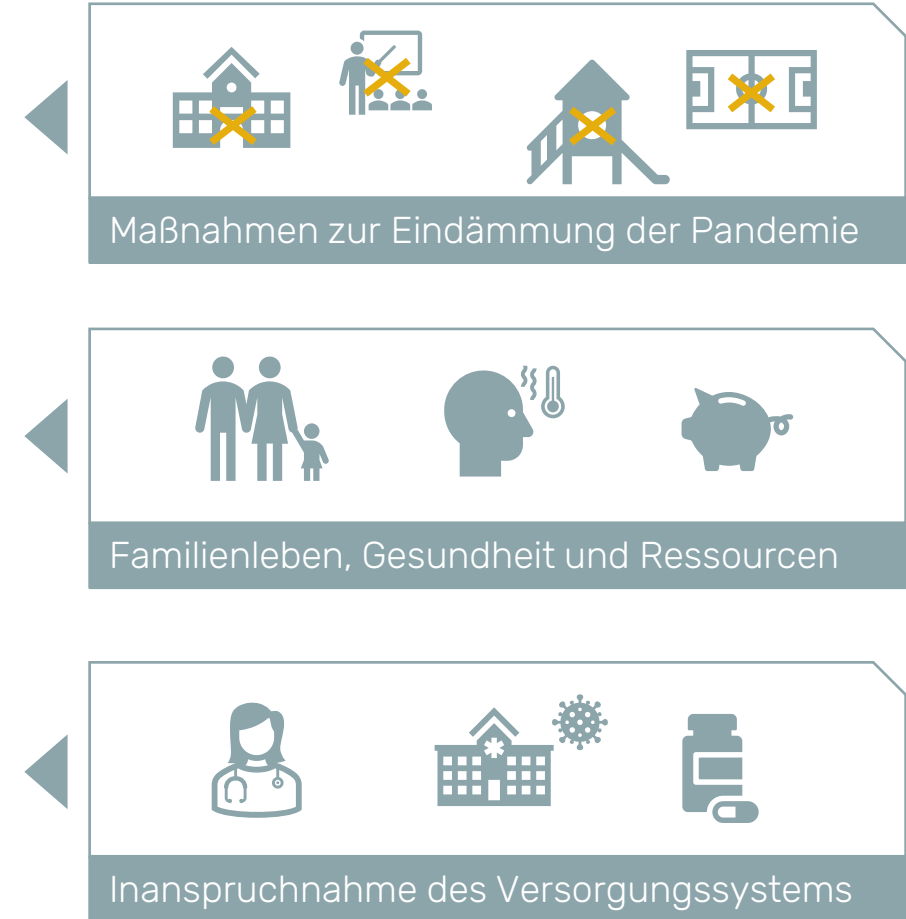 Maßnahmen zur Eindämmung der Pandemie
Familienleben, Gesundheit und Ressourcen
Inanspruchnahme des Versorgungssystems